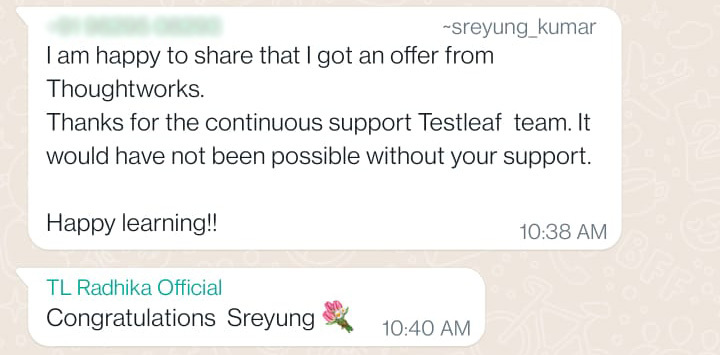 ~sreyung_kumar
I am happy to share that I got an offer from
Thoughtworks.
Thanks for the continuous support Testleaf team. It
would have not been possible without your support.
Happy learning!!
10:38 AM
TL Radhika Official
Congratulations Sreyung 💐
10:40 AM